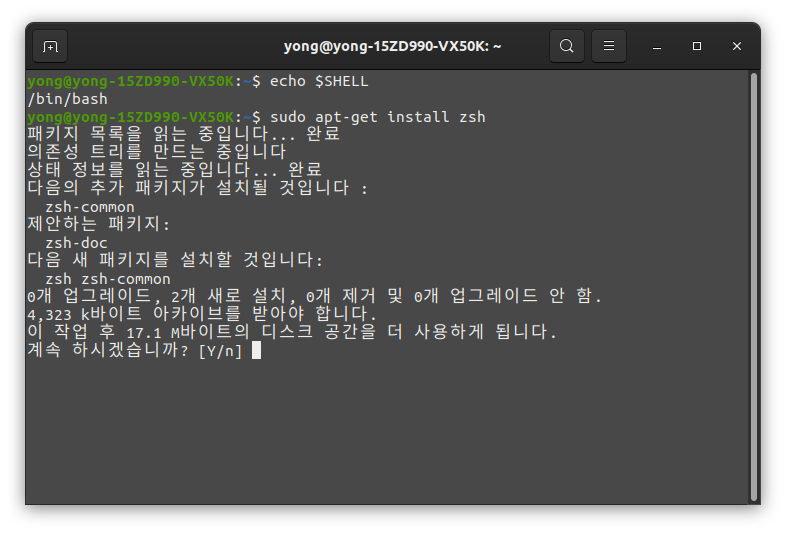 yong@yong-15ZD990-VX50K: ~
yong@yong-15ZD990-VX50K:~$ echo $SHELL
/bin/bash
yong@yong-15ZD990-VX50K:~$ sudo apt-get install zsh
패키지 목록을 읽는 중입니다... 완료
의존성 트리를 만드는 중입니다
상태 정보를 읽는 중입니다... 완료
다음의 추가 패키지가 설치될 것입니다 :
  zsh-common
제안하는 패키지:
  zsh-doc
다음 새 패키지를 설치할 것입니다:
  zsh zsh-common
0개 업그레이드, 2개 새로 설치, 0개 제거 및 0개 업그레이드 안 함.
4,323 k바이트 아카이브를 받아야 합니다.
이 작업 후 17.1 M바이트의 디스크 공간을 더 사용하게 됩니다.
계속 하시겠습니까? [Y/n]